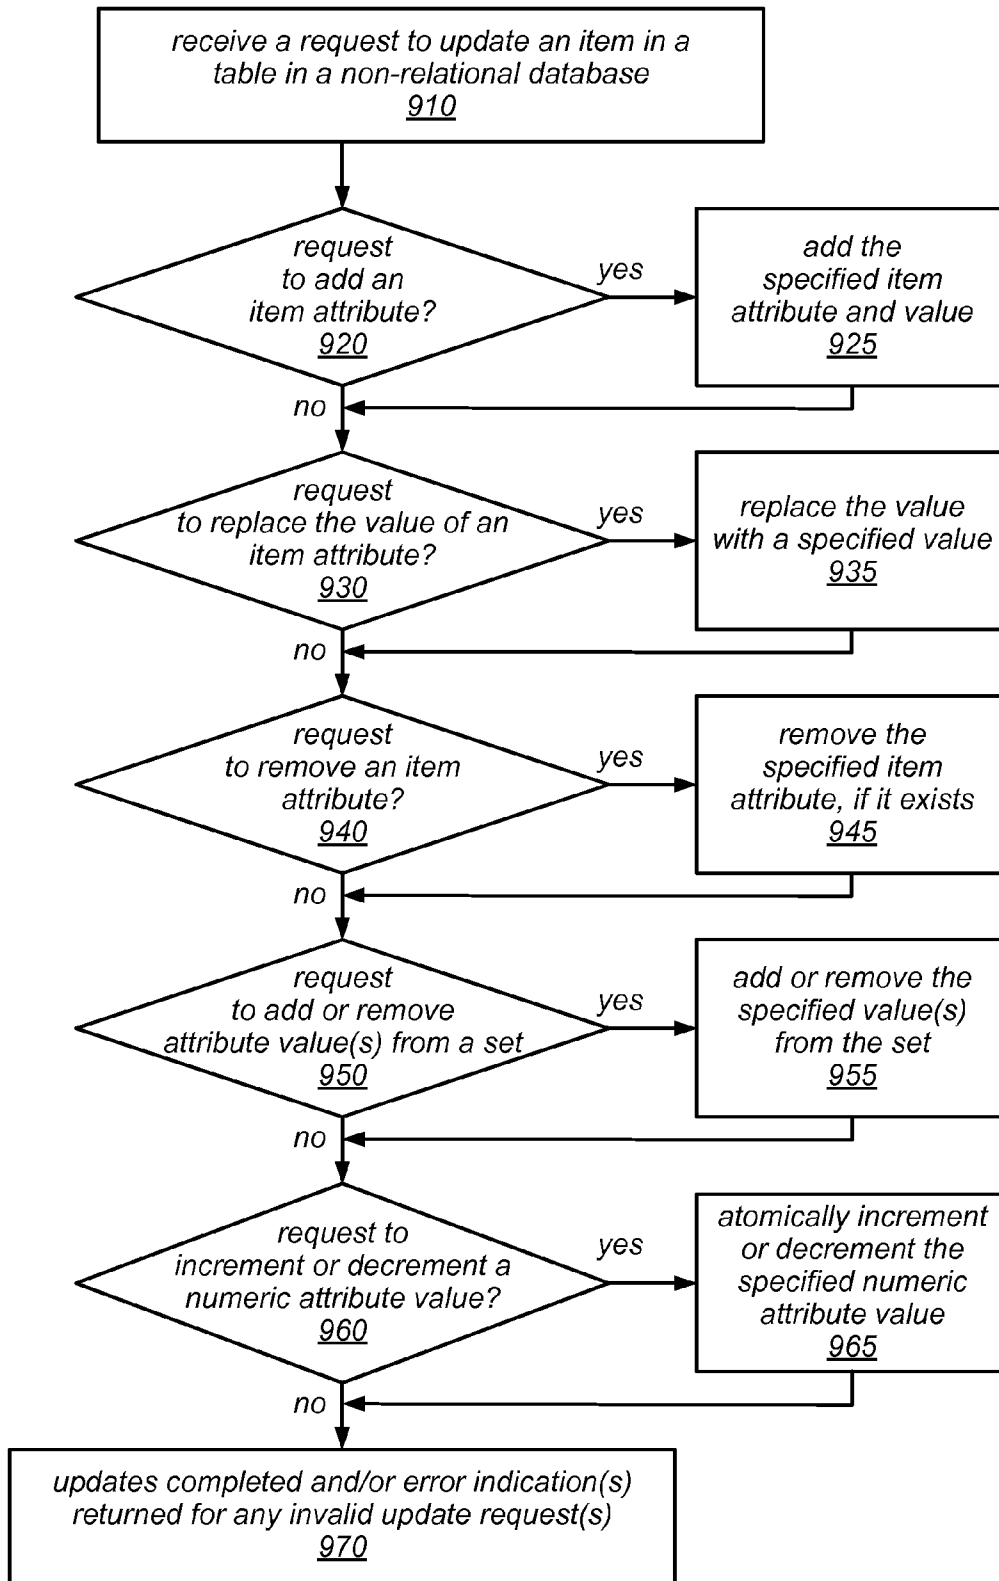 receive a request to update an item in a
table in a non-relational database
910
request
to add an
item attribute?
920
yes
add the
specified item
attribute and value
925
no
request
to replace the value of an
item attribute?
930
yes
replace the value
with a specified value
935
no
request
to remove an item
attribute?
940
yes
remove the
specified item
attribute, if it exists
945
no
request
to add or remove
attribute value(s) from a set
950
yes
add or remove the
specified value(s)
from the set
955
no
request to
increment or decrement a
numeric attribute value?
960
yes
atomically increment
or decrement the
specified numeric
attribute value
965
no
updates completed and/or error indication(s)
returned for any invalid update request(s)
970